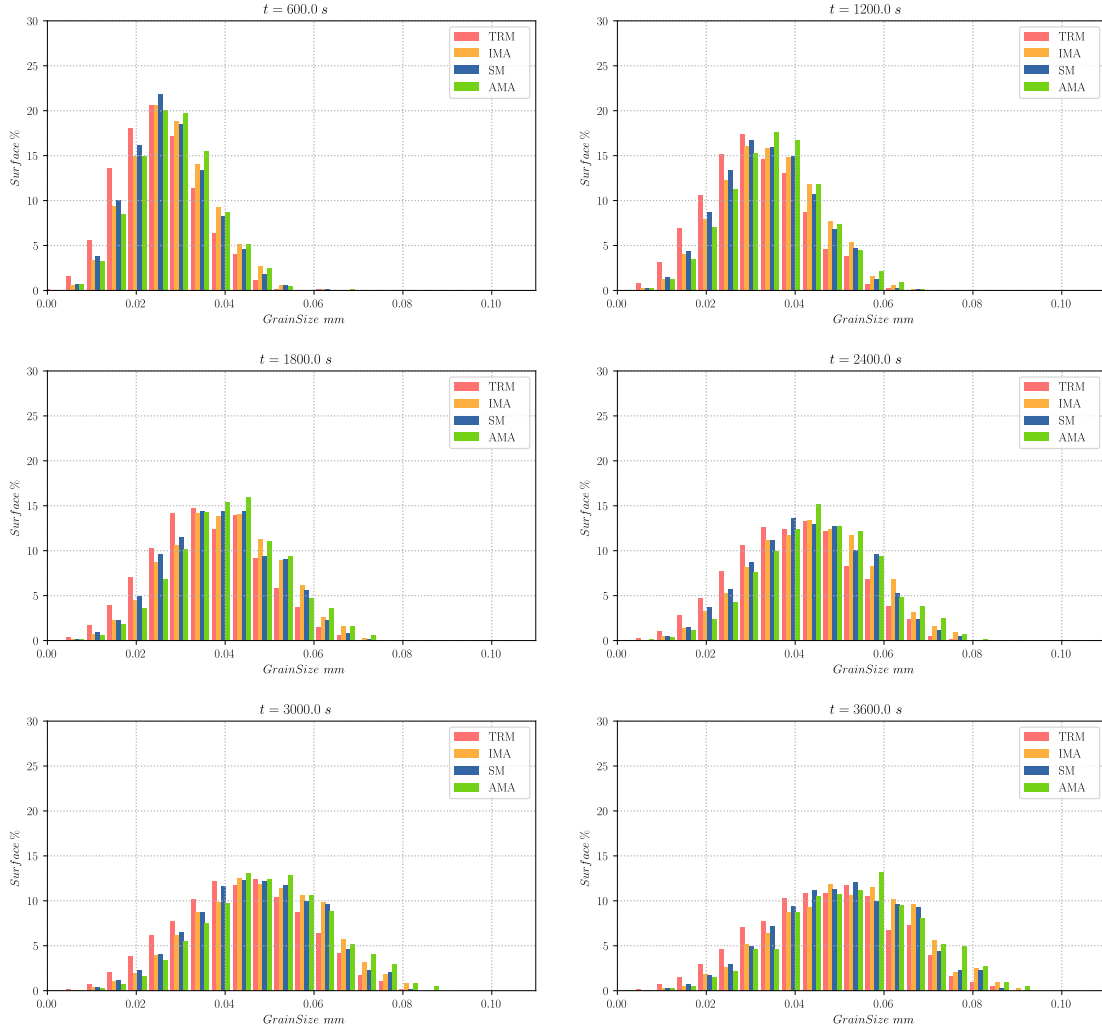 t = 600.0 s
30
25
20
15
10
5
0
Surface %
TRM
IMA
SM
AMA
0.00 0.02 0.04 0.06 0.08 0.10
GrainSize mm
t = 1200.0 s
30
25
20
15
10
5
0
Surface %
TRM
IMA
SM
AMA
0.00 0.02 0.04 0.06 0.08 0.10
GrainSize mm
t = 1800.0 s
30
25
20
15
10
5
0
Surface %
TRM
IMA
SM
AMA
0.00 0.02 0.04 0.06 0.08 0.10
GrainSize mm
t = 2400.0 s
30
25
20
15
10
5
0
Surface %
TRM
IMA
SM
AMA
0.00 0.02 0.04 0.06 0.08 0.10
GrainSize mm
t = 3000.0 s
30
25
20
15
10
5
0
Surface %
TRM
IMA
SM
AMA
0.00 0.02 0.04 0.06 0.08 0.10
GrainSize mm
t = 3600.0 s
30
25
20
15
10
5
0
Surface %
TRM
IMA
SM
AMA
0.00 0.02 0.04 0.06 0.08 0.10
GrainSize mm